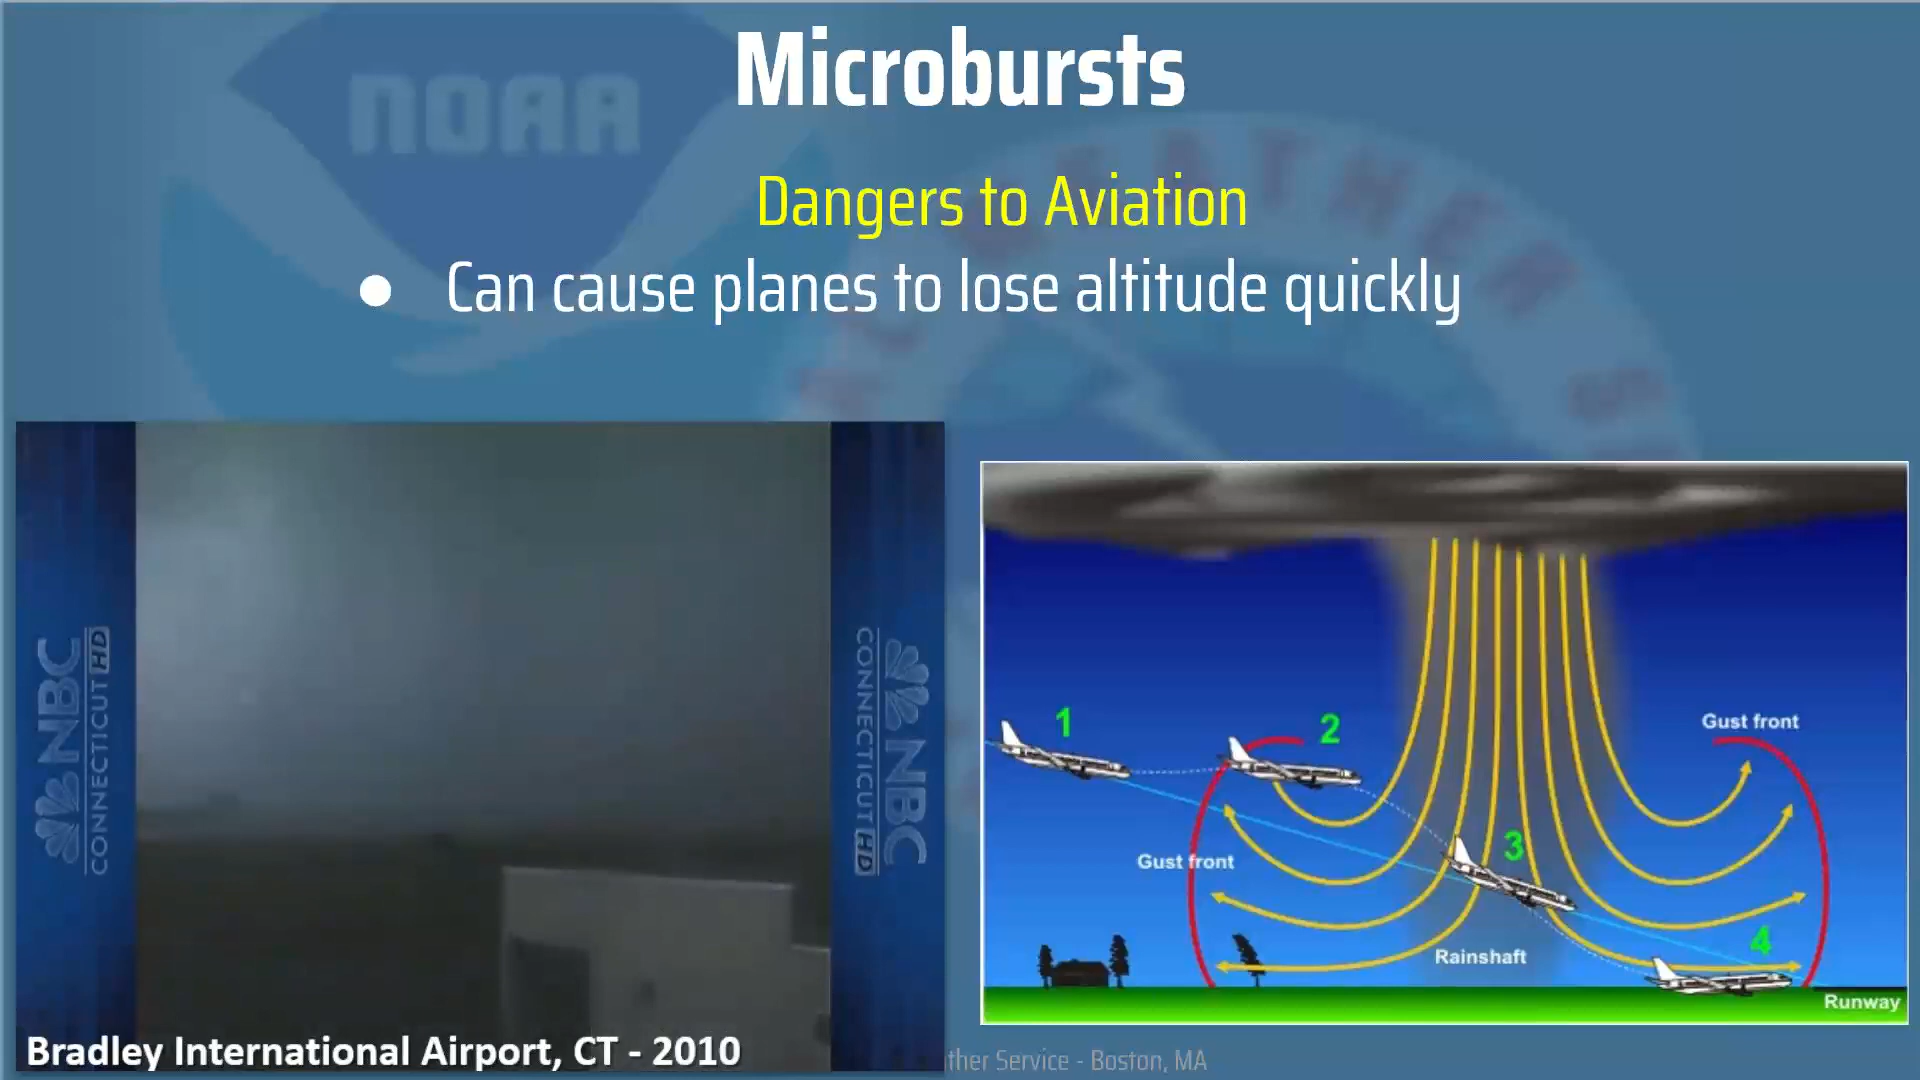 Microbursts
NOAA
Dangers to Aviation
● Can cause planes to lose altitude quickly
NBC
CONNECTICUT HD
NBC
CONNECTICUT HD
1
2
Gust front
3
Gust front
4
Rainshaft
Runway
Bradley International Airport, CT - 2010
Service - Boston, MA